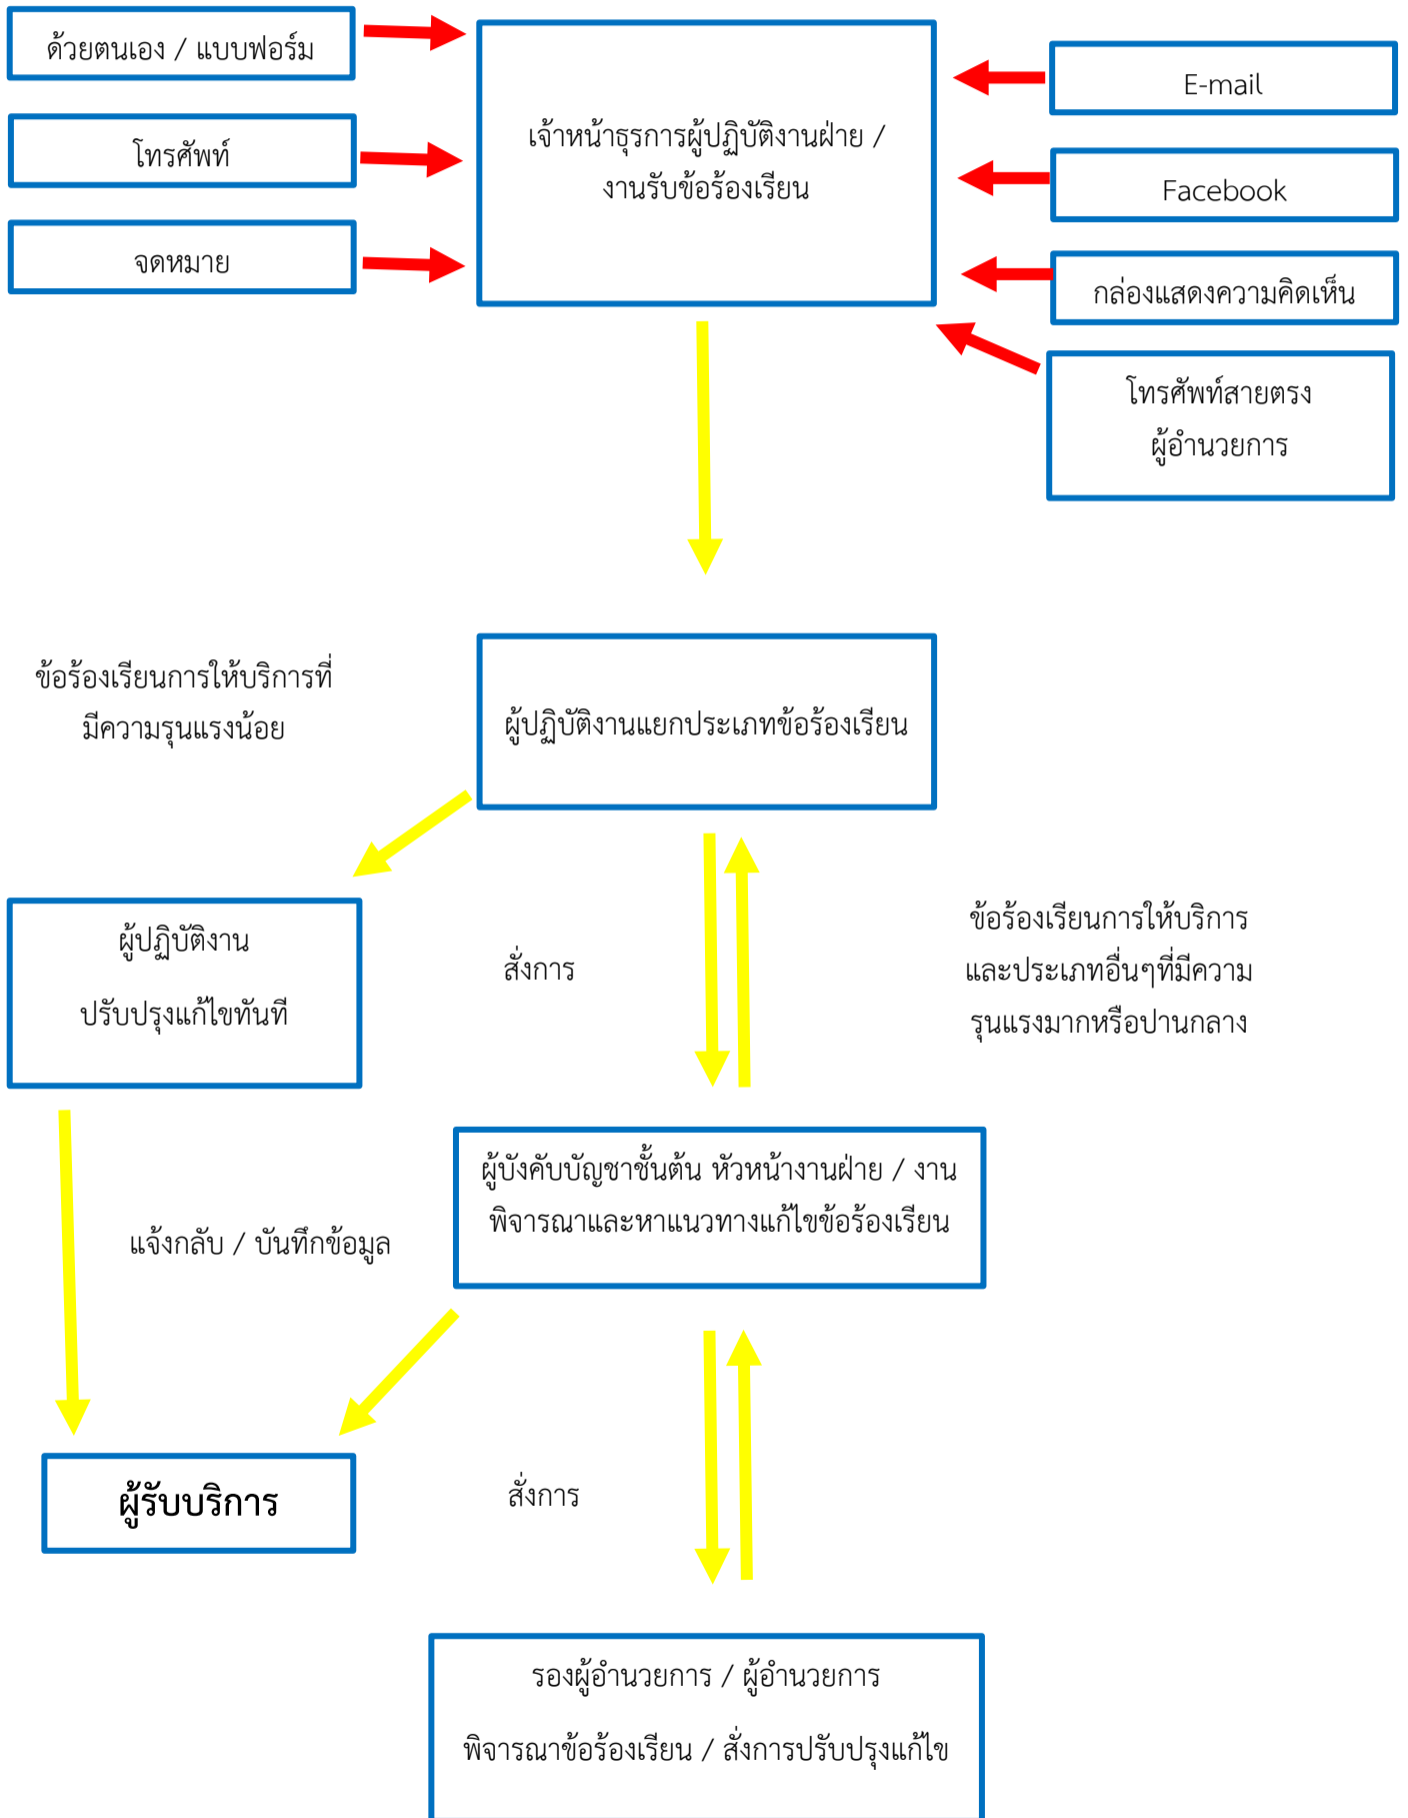 ด้วยตนเอง / แบบฟอร์ม
โทรศัพท์
จดหมาย
เจ้าหน้าธุรการผู้ปฏิบัติงานฝ่าย /
งานรับข้อร้องเรียน
E-mail
Facebook
กล่องแสดงความคิดเห็น
โทรศัพท์สายตรง
ผู้อำนวยการ
ข้อร้องเรียนการให้บริการที่
มีความรุนแรงน้อย
ผู้ปฏิบัติงานแยกประเภทข้อร้องเรียน
ผู้ปฏิบัติงาน
ปรับปรุงแก้ไขทันที
สั่งการ
ข้อร้องเรียนการให้บริการ
และประเภทอื่นๆที่มีความ
รุนแรงมากหรือปานกลาง
ผู้บังคับบัญชาชั้นต้น หัวหน้างานฝ่าย / งาน
พิจารณาและหาแนวทางแก้ไขข้อร้องเรียน
แจ้งกลับ / บันทึกข้อมูล
ผู้รับบริการ
สั่งการ
รองผู้อำนวยการ / ผู้อำนวยการ
พิจารณาข้อร้องเรียน / สั่งการปรับปรุงแก้ไข